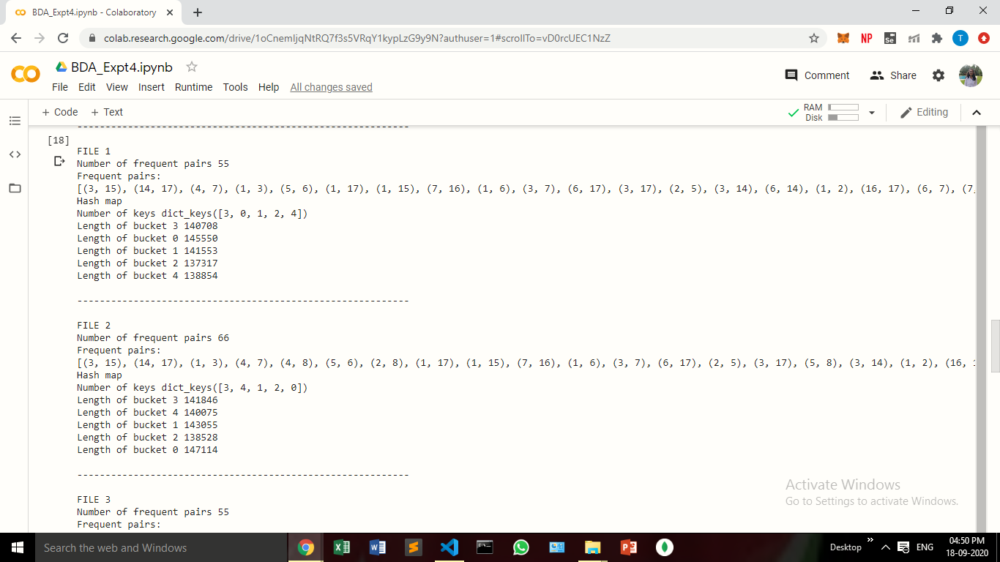 BDA_Expt4.ipynb - Colaboratory
colab.research.google.com/drive/1oCnemIjqNtRQ7f3s5VRqY1kypLzG9y9N?authuser=1#scrollTo=vD0rcUEC1NzZ
NP
Se
T
BDA_Expt4.ipynb
File Edit View Insert Runtime Tools Help All changes saved
Comment Share
+ Code + Text
RAM
Disk
Editing
---------------------------------------------------------
[18]
FILE 1
Number of frequent pairs 55
Frequent pairs:
[(3, 15), (14, 17), (4, 7), (1, 3), (5, 6), (1, 17), (1, 15), (7, 16), (1, 6), (3, 7), (6, 17), (3, 17), (2, 5), (3, 14), (6, 14), (1, 2), (16, 17), (6, 7), (7,
Hash map
Number of keys dict_keys([3, 0, 1, 2, 4])
Length of bucket 3 140708
Length of bucket 0 145550
Length of bucket 1 141553
Length of bucket 2 137317
Length of bucket 4 138854
-----------------------------------------------------------
FILE 2
Number of frequent pairs 66
Frequent pairs:
[(3, 15), (14, 17), (1, 3), (4, 7), (4, 8), (5, 6), (2, 8), (1, 17), (1, 15), (7, 16), (1, 6), (3, 7), (6, 17), (2, 5), (3, 17), (5, 8), (3, 14), (1, 2), (16,
Hash map
Number of keys dict_keys([3, 4, 1, 2, 0])
Length of bucket 3 141846
Length of bucket 4 140075
Length of bucket 1 143055
Length of bucket 2 138528
Length of bucket 0 147114
-----------------------------------------------------------
FILE 3
Number of frequent pairs 55
Frequent pairs:
Activate Windows
Go to Settings to activate Windows.
Search the web and Windows
Desktop
ENG
04:50 PM
18-09-2020